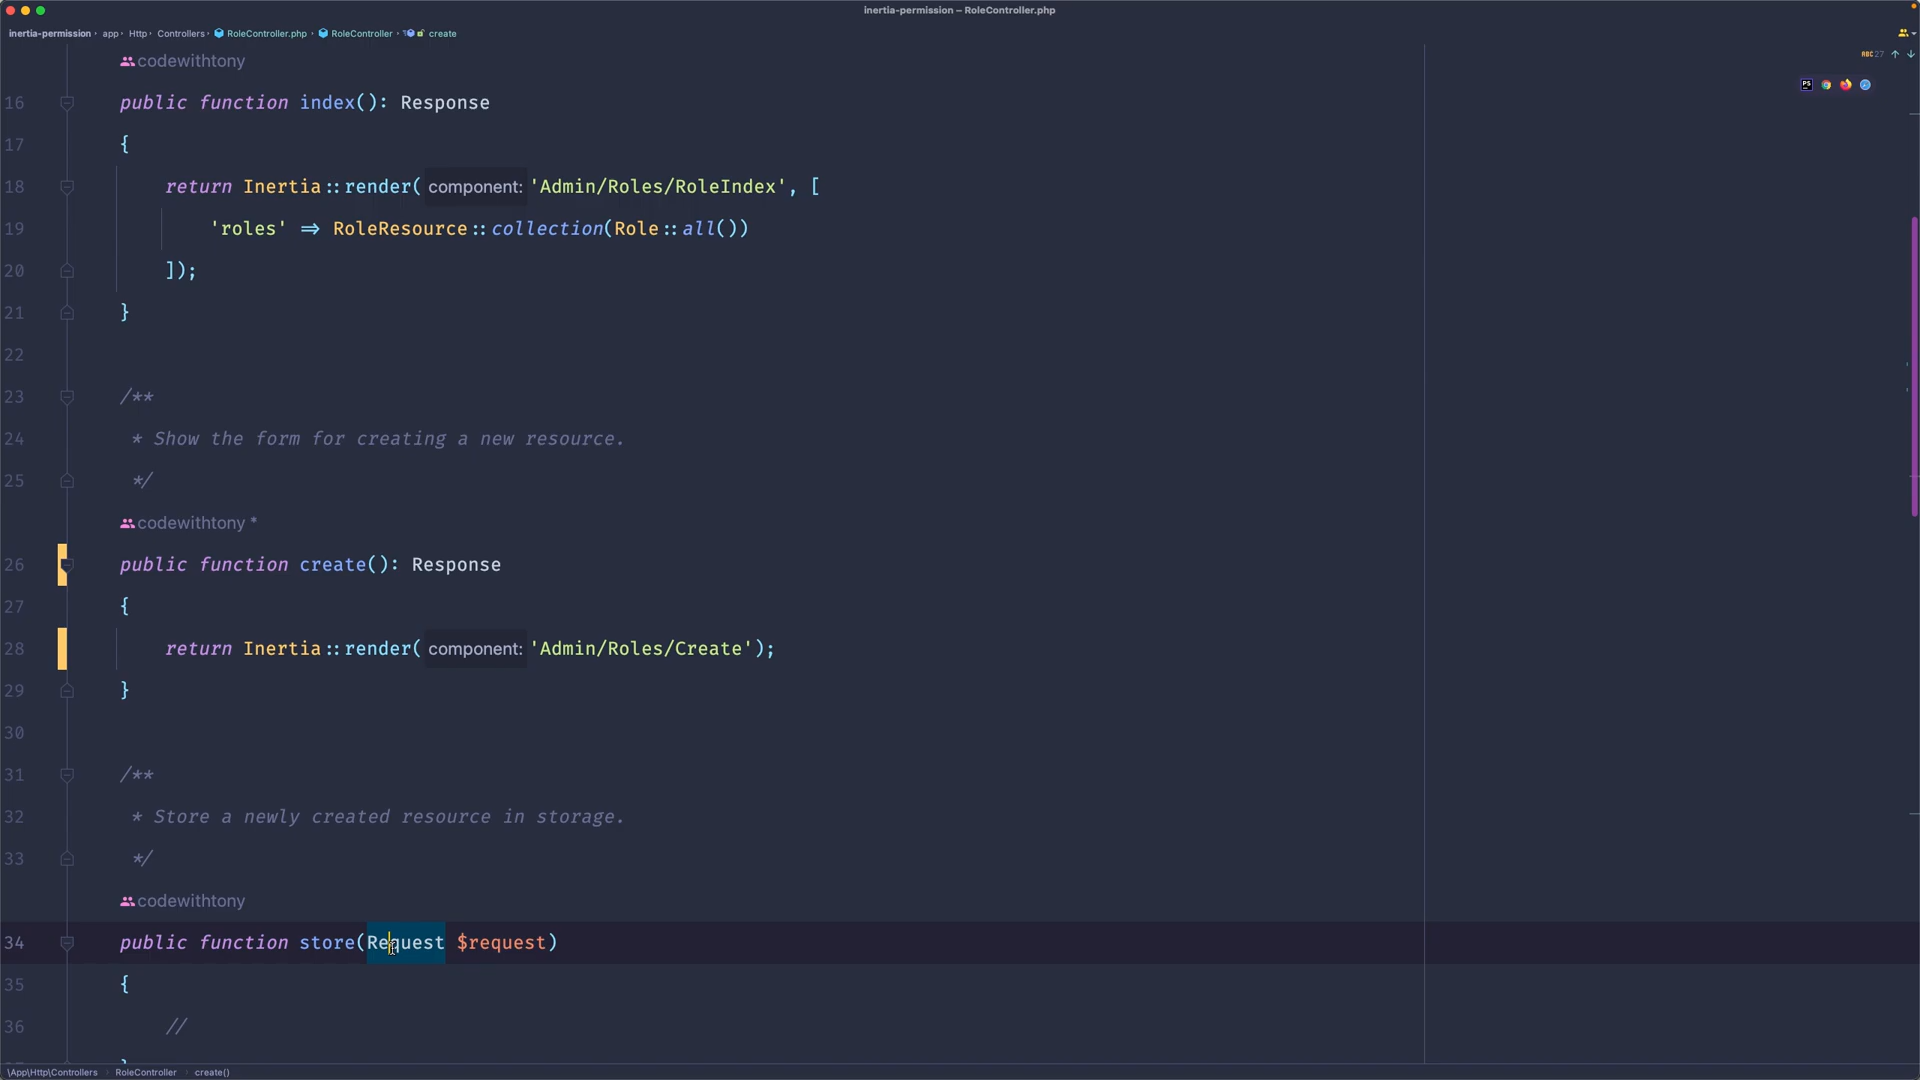 inertia-permission – RoleController.php
inertia-permission app Http Controllers RoleController.php RoleController create
ABC 27
PS
codewithtony
16 public function index(): Response
17 {
18 return Inertia::render( component: 'Admin/Roles/RoleIndex', [
19 'roles' => RoleResource::collection(Role::all())
20 ]);
21 }
22
23 /**
24 * Show the form for creating a new resource.
25 */
codewithtony *
26 public function create(): Response
27 {
28 return Inertia::render( component: 'Admin/Roles/Create');
29 }
30
31 /**
32 * Store a newly created resource in storage.
33 */
codewithtony
34 public function store(Request $request)
35 {
36 //
\App\Http\Controllers RoleController create()